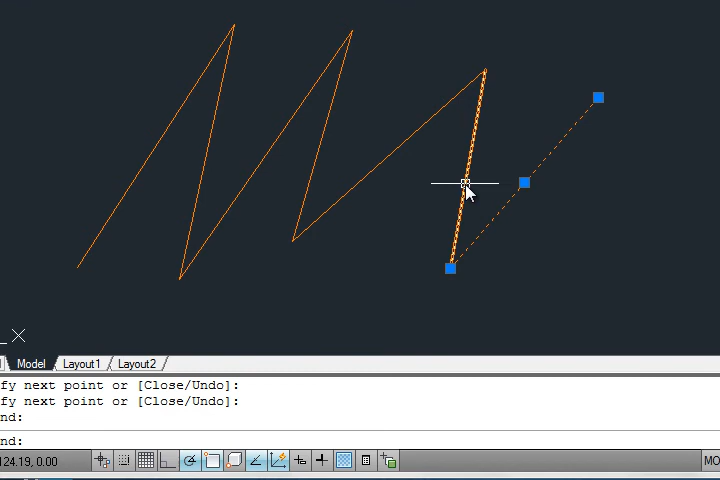 Model Layout1 Layout2
fy next point or [Close/Undo]:
fy next point or [Close/Undo]:
nd:
nd:
124.19, 0.00 MO